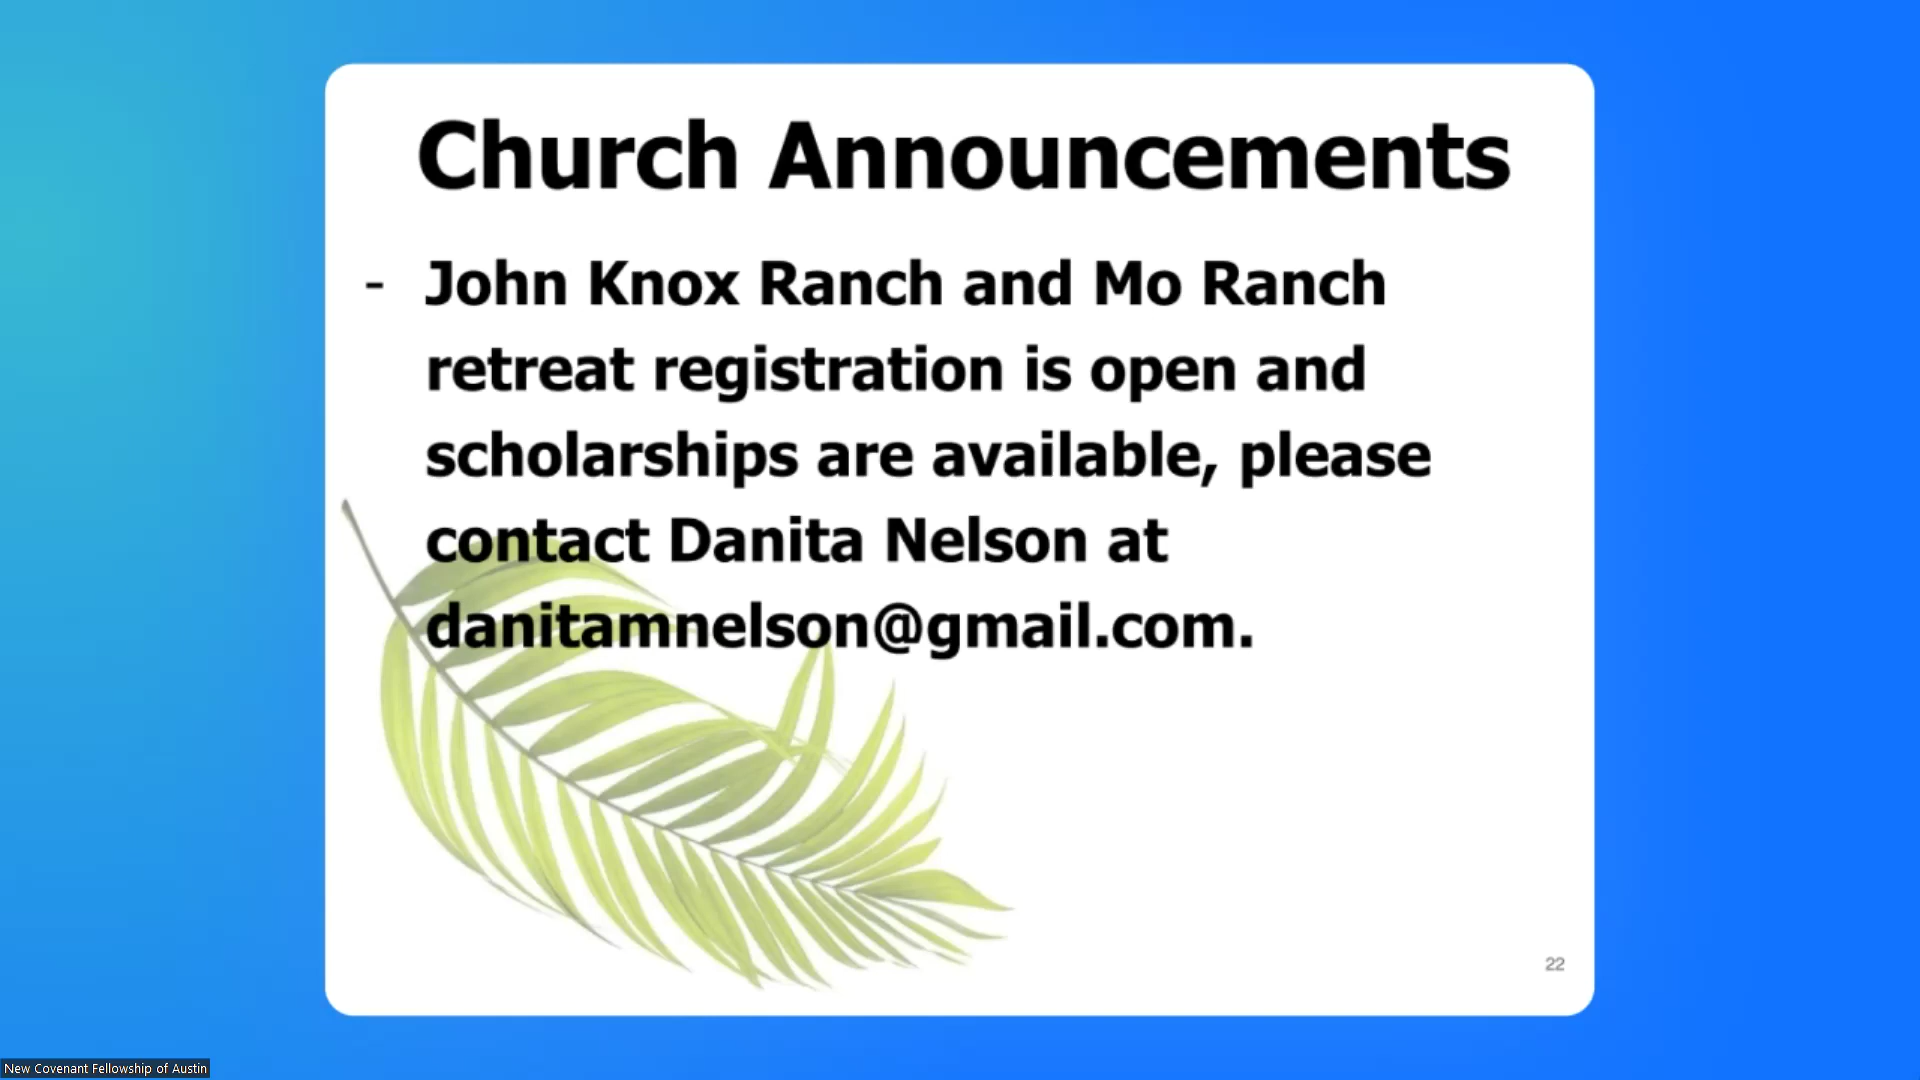 Church Announcements
- John Knox Ranch and Mo Ranch
retreat registration is open and
scholarships are available, please
contact Danita Nelson at
danitamnelson@gmail.com.
22
New Covenant Fellowship of Austin